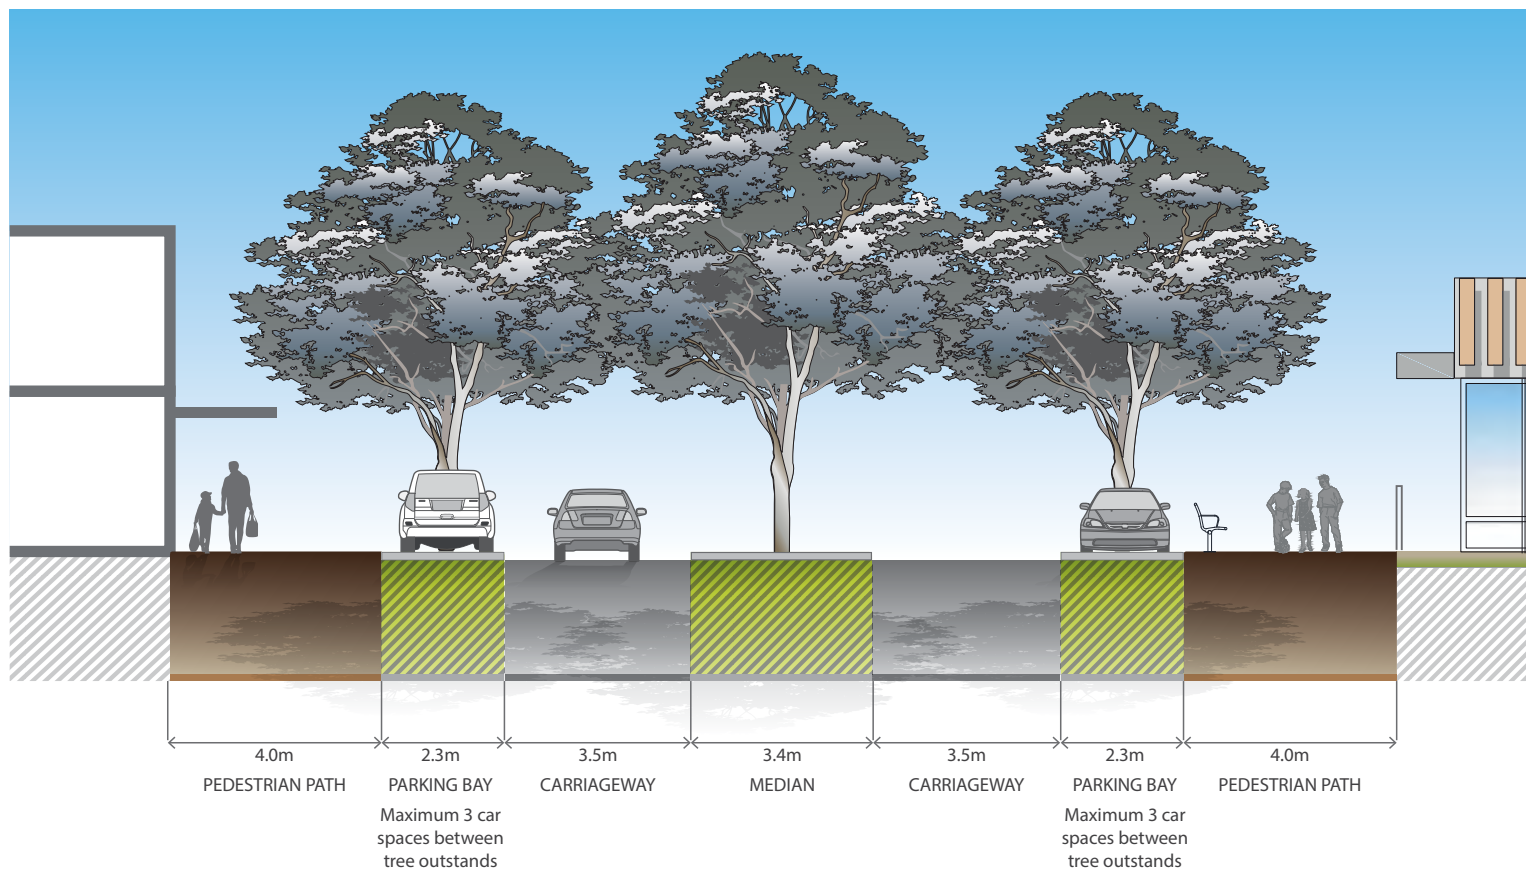 4.0m
PEDESTRIAN PATH
2.3m
PARKING BAY
Maximum 3 car
spaces between
tree outstands
3.5m
CARRIAGEWAY
3.4m
MEDIAN
3.5m
CARRIAGEWAY
2.3m
PARKING BAY
Maximum 3 car
spaces between
tree outstands
4.0m
PEDESTRIAN PATH